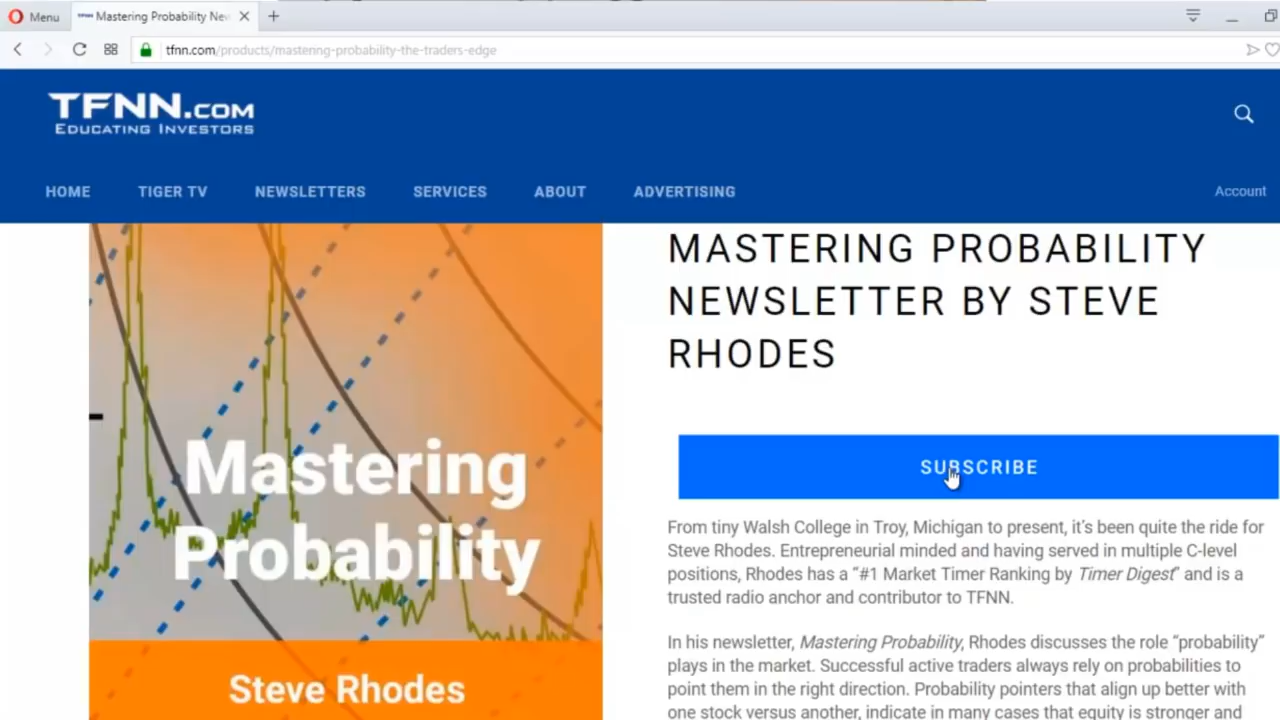 Menu
TFNN Mastering Probability Nev
tfnn.com/products/mastering-probability-the-traders-edge
TFNN.COM
EDUCATING INVESTORS
HOME TIGER TV NEWSLETTERS SERVICES ABOUT ADVERTISING Account
MASTERING PROBABILITY
NEWSLETTER BY STEVE
RHODES
Mastering
Probability
Steve Rhodes
SUBSCRIBE
From tiny Walsh College in Troy, Michigan to present, it's been quite the ride for
Steve Rhodes. Entrepreneurial minded and having served in multiple C-level
positions, Rhodes has a “#1 Market Timer Ranking by Timer Digest” and is a
trusted radio anchor and contributor to TFNN.
In his newsletter, Mastering Probability, Rhodes discusses the role “probability”
plays in the market. Successful active traders always rely on probabilities to
point them in the right direction. Probability pointers that align up better with
one stock versus another, indicate in many cases that equity is stronger and